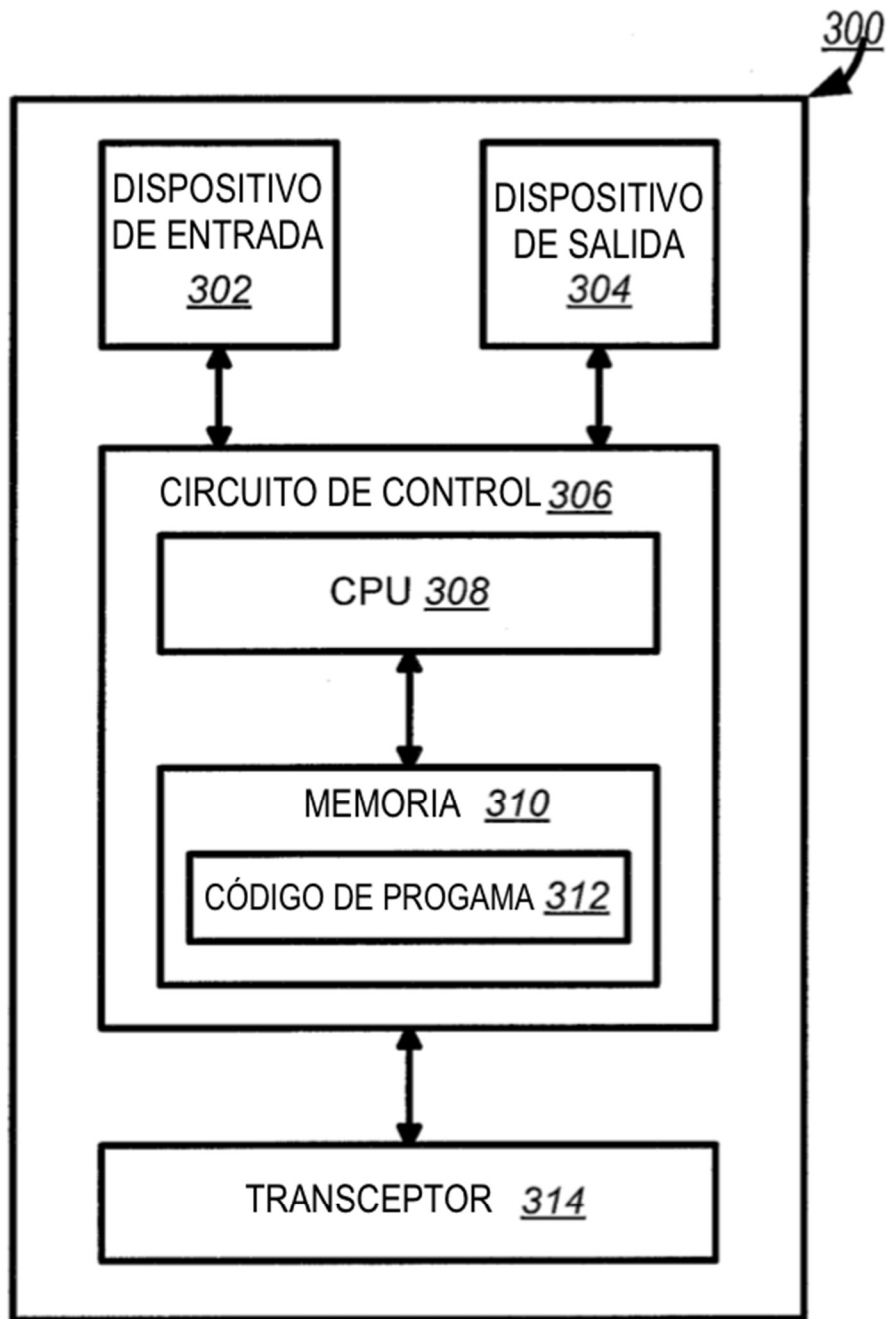 300
DISPOSITIVO
DE ENTRADA
302
DISPOSITIVO
DE SALIDA
304
CIRCUITO DE CONTROL 306
CPU 308
MEMORIA 310
CÓDIGO DE PROGAMA 312
TRANSCEPTOR 314